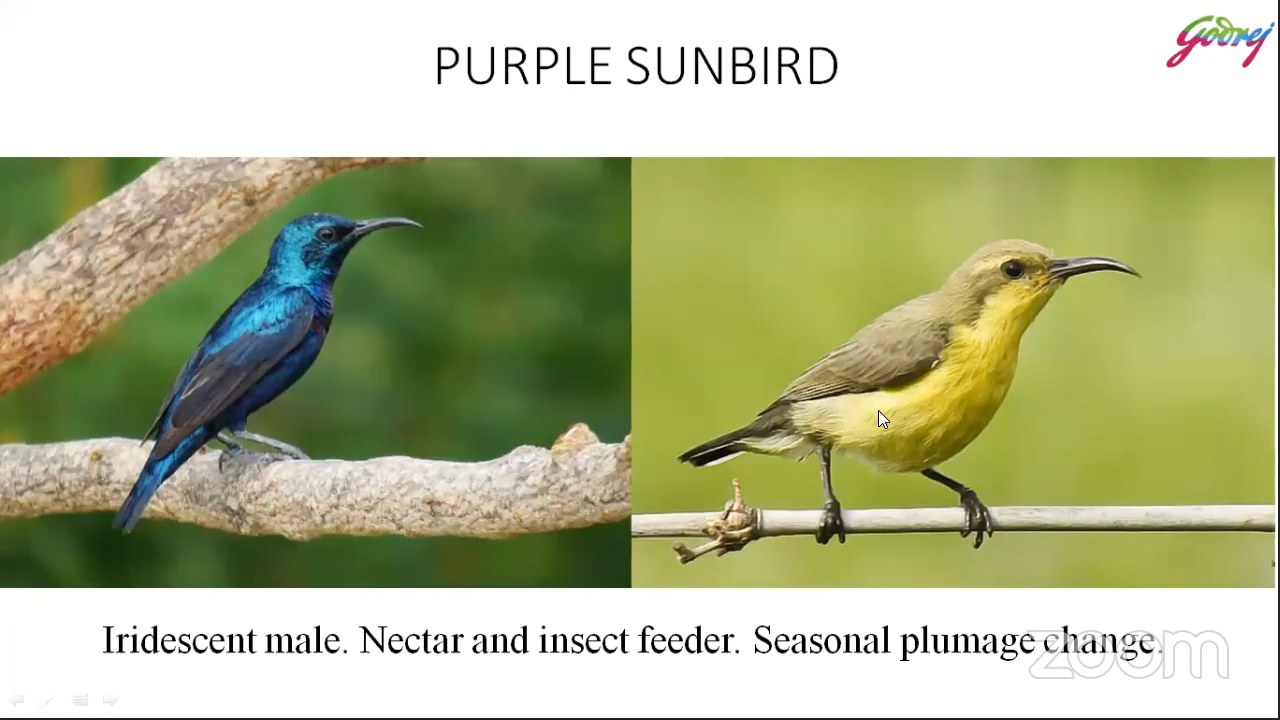 Godrej
PURPLE SUNBIRD
Iridescent male. Nectar and insect feeder. Seasonal plumage change.
zoom